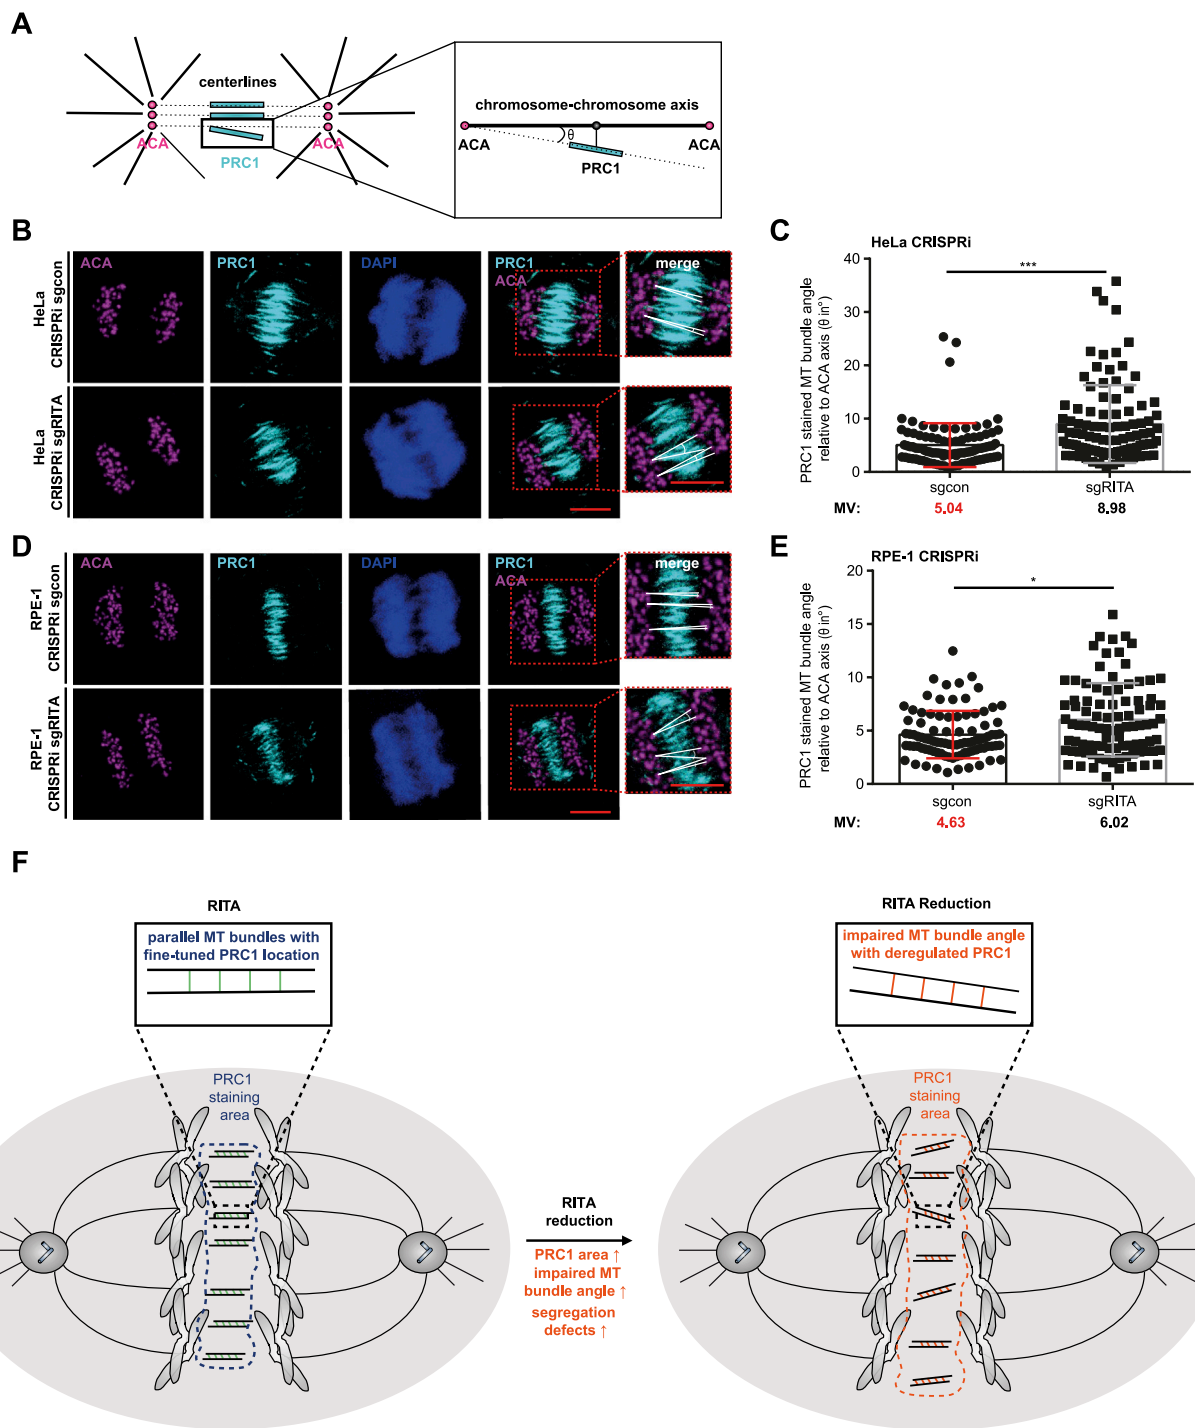 A
centerlines
ACA
ACA
PRC1
chromosome-chromosome axis
θ
ACA
ACA
PRC1
B
HeLa
CRISPRi sgcon
ACA
PRC1
DAPI
PRC1
ACA
merge
HeLa
CRISPRi sgRITA
C
HeLa CRISPRi
PRC1 stained MT bundle angle
relative to ACA axis (θ in°)
40
30
20
10
0
***
sgcon
sgRITA
MV:
5.04
8.98
D
RPE-1
CRISPRi sgcon
ACA
PRC1
DAPI
PRC1
ACA
merge
RPE-1
CRISPRi sgRITA
E
RPE-1 CRISPRi
PRC1 stained MT bundle angle
relative to ACA axis (θ in°)
20
15
10
5
0
*
sgcon
sgRITA
MV:
4.63
6.02
F
RITA
parallel MT bundles with
fine-tuned PRC1 location
PRC1
staining
area
RITA
reduction
PRC1 area ↑
impaired MT
bundle angle ↑
segregation
defects ↑
RITA Reduction
impaired MT bundle angle
with deregulated PRC1
PRC1
staining
area